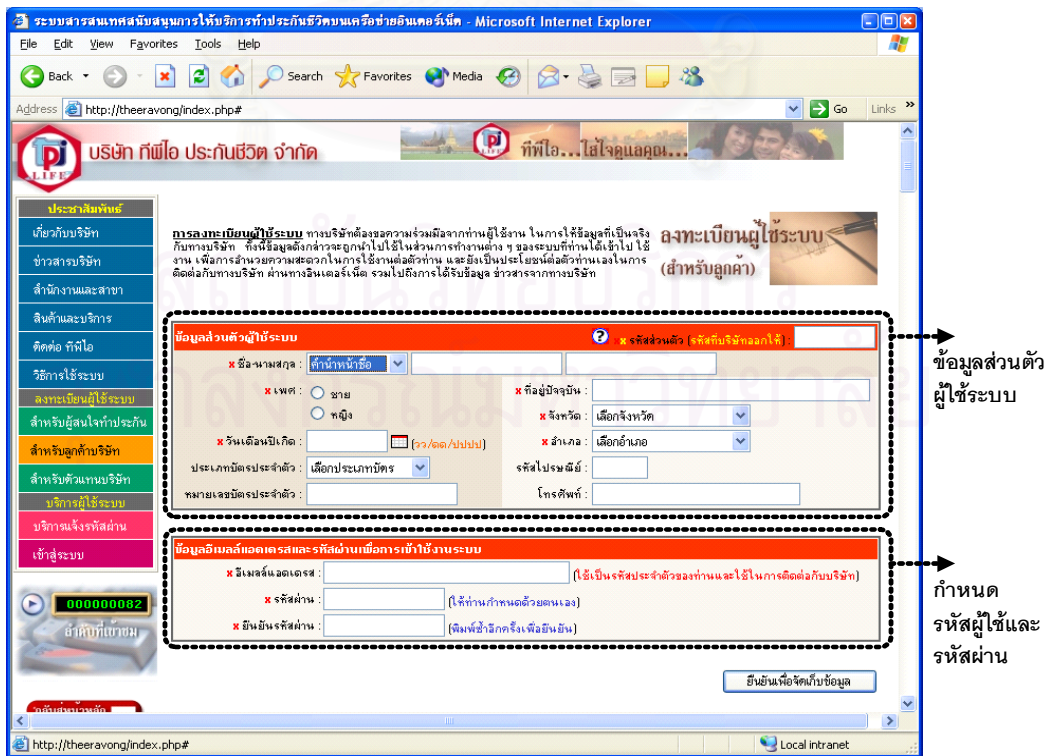 ระบบสารสนเทศสนับสนุนการให้บริการทำประกันชีวิตบนเครือข่ายอินเตอร์เน็ต - Microsoft Internet Explorer
File Edit View Favorites Tools Help
Back Search Favorites Media
Address http://theeravong/index.php# Go Links »
TPI LIFE บริษัท ทีพีไอ ประกันชีวิต จำกัด
TPI LIFE ทีพีไอ...ใส่ใจดูแลคุณ...
ประชาสัมพันธ์
เกี่ยวกับบริษัท
ข่าวสารบริษัท
สำนักงานและสาขา
สินค้าและบริการ
ติดต่อ ทีพีไอ
วิธีการใช้ระบบ
ลงทะเบียนผู้ใช้ระบบ
สำหรับผู้สนใจทำประกัน
สำหรับลูกค้าบริษัท
สำหรับตัวแทนบริษัท
บริการผู้ใช้ระบบ
บริการแจ้งรหัสผ่าน
เข้าสู่ระบบ
000000082
ลำดับที่เข้าชม
กลับสู่หน้าหลัก
การลงทะเบียนผู้ใช้ระบบ ทางบริษัทต้องขอความร่วมมือจากท่านผู้ใช้งาน ในการให้ข้อมูลที่เป็นจริง
กับทางบริษัท ทั้งนี้ข้อมูลดังกล่าวจะถูกนำไปใช้ในส่วนการทำงานต่าง ๆ ของระบบที่ท่านได้เข้าไป ใช้
งาน เพื่อการอำนวยความสะดวกในการใช้งานต่อตัวท่าน และยังเป็นประโยชน์ต่อตัวท่านเองในการ
ติดต่อกับทางบริษัท ผ่านทางอินเตอร์เน็ต รวมไปถึงการได้รับข้อมูล ข่าวสารจากทางบริษัท
ลงทะเบียนผู้ใช้ระบบ
(สำหรับลูกค้า)
ข้อมูลส่วนตัวผู้ใช้ระบบ ? : x รหัสส่วนตัว (รหัสที่บริษัทออกให้) :
x ชื่อ-นามสกุล : คำนำหน้าชื่อ
x เพศ : ชาย
หญิง
x ที่อยู่ปัจจุบัน :
x จังหวัด : เลือกจังหวัด
x วันเดือนปีเกิด : (วว/ดด/ปปปป)
x อำเภอ : เลือกอำเภอ
ประเภทบัตรประจำตัว : เลือกประเภทบัตร
รหัสไปรษณีย์ :
หมายเลขบัตรประจำตัว :
โทรศัพท์ :
ข้อมูลอีเมลล์แอดเดรสและรหัสผ่านเพื่อการเข้าใช้งานระบบ
x อีเมลล์แอดเดรส : (ใช้เป็นรหัสประจำตัวของท่านและใช้ในการติดต่อกับบริษัท)
x รหัสผ่าน : (ให้ท่านกำหนดด้วยตนเอง)
x ยืนยันรหัสผ่าน : (พิมพ์ซ้ำอีกครั้งเพื่อยืนยัน)
ยืนยันเพื่อจัดเก็บข้อมูล
http://theeravong/index.php# Local intranet
ข้อมูลส่วนตัว
ผู้ใช้ระบบ
กำหนด
รหัสผู้ใช้และ
รหัสผ่าน